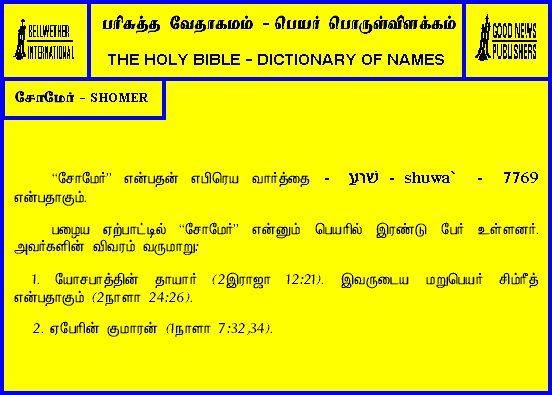 BELLWETHER
INTERNATIONAL
பரிசுத்த வேதாகமம் - பெயர் பொருள்விளக்கம்
THE HOLY BIBLE - DICTIONARY OF NAMES
GOOD NEWS
PUBLISHERS
சோமேர் - SHOMER
“சோமேர்” என்பதன் எபிரெய வார்த்தை - שׁוּע - shuwa` - 7769
என்பதாகும்.
பழைய ஏற்பாட்டில் “சோமேர்” என்னும் பெயரில் இரண்டு பேர் உள்ளனர்.
அவர்களின் விவரம் வருமாறு:
1. யோசபாத்தின் தாயார் (2இராஜா 12:21). இவருடைய மறுபெயர் சிம்ரீத்
என்பதாகும் (2நாளா 24:26).
2. ஏபேரின் குமாரன் (1நாளா 7:32,34).